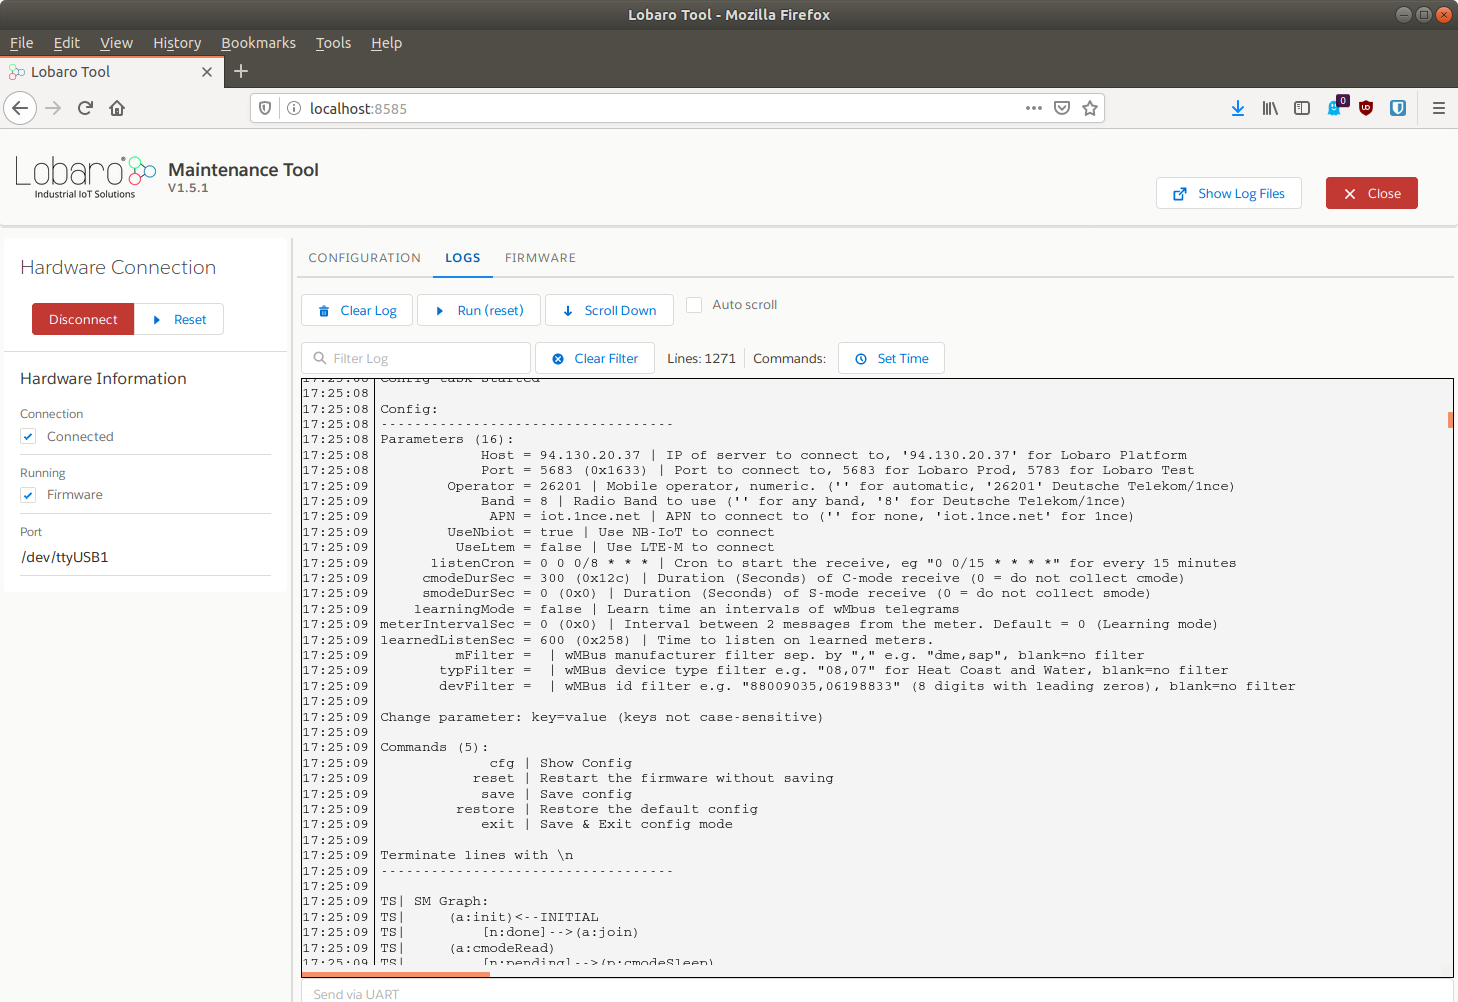 Lobaro Tool - Mozilla Firefox
File Edit View History Bookmarks Tools Help
Lobaro Tool
localhost:8585
0
Lobaro
Industrial IoT Solutions
Maintenance Tool
V1.5.1
Show Log Files
Close
Hardware Connection
Disconnect
Reset
Hardware Information
Connection
Connected
Running
Firmware
Port
/dev/ttyUSB1
CONFIGURATION LOGS FIRMWARE
Clear Log
Run (reset)
Scroll Down
Auto scroll
Filter Log
Clear Filter
Lines: 1271
Commands:
Set Time
17:25:08 Config task started
17:25:08
17:25:08 Config:
17:25:08 -----------------------------------
17:25:08 Parameters (16):
17:25:08 Host = 94.130.20.37 | IP of server to connect to, '94.130.20.37' for Lobaro Platform
17:25:08 Port = 5683 (0x1633) | Port to connect to, 5683 for Lobaro Prod, 5783 for Lobaro Test
17:25:09 Operator = 26201 | Mobile operator, numeric. ('' for automatic, '26201' Deutsche Telekom/1nce)
17:25:09 Band = 8 | Radio Band to use ('' for any band, '8' for Deutsche Telekom/1nce)
17:25:09 APN = iot.1nce.net | APN to connect to ('' for none, 'iot.1nce.net' for 1nce)
17:25:09 UseNbiot = true | Use NB-IoT to connect
17:25:09 UseLtem = false | Use LTE-M to connect
17:25:09 listenCron = 0 0 0/8 * * * | Cron to start the receive, eg "0 0/15 * * * *" for every 15 minutes
17:25:09 cmodeDurSec = 300 (0x12c) | Duration (Seconds) of C-mode receive (0 = do not collect cmode)
17:25:09 smodeDurSec = 0 (0x0) | Duration (Seconds) of S-mode receive (0 = do not collect smode)
17:25:09 learningMode = false | Learn time an intervals of wMbus telegrams
17:25:09 meterIntervalSec = 0 (0x0) | Interval between 2 messages from the meter. Default = 0 (Learning mode)
17:25:09 learnedListenSec = 600 (0x258) | Time to listen on learned meters.
17:25:09 mFilter = | wMBus manufacturer filter sep. by "," e.g. "dme,sap", blank=no filter
17:25:09 typFilter = | wMBus device type filter e.g. "08,07" for Heat Coast and Water, blank=no filter
17:25:09 devFilter = | wMBus id filter e.g. "88009035,06198833" (8 digits with leading zeros), blank=no filter
17:25:09
17:25:09 Change parameter: key=value (keys not case-sensitive)
17:25:09
17:25:09 Commands (5):
17:25:09 cfg | Show Config
17:25:09 reset | Restart the firmware without saving
17:25:09 save | Save config
17:25:09 restore | Restore the default config
17:25:09 exit | Save & Exit config mode
17:25:09
17:25:09 Terminate lines with \n
17:25:09 -----------------------------------
17:25:09
17:25:09 TS| SM Graph:
17:25:09 TS| (a:init)<--INITIAL
17:25:09 TS| [n:done]-->(a:join)
17:25:09 TS| (a:cmodeRead)
17:25:09 TS| [n:pending]-->(p:cmodeSleep)
Send via UART